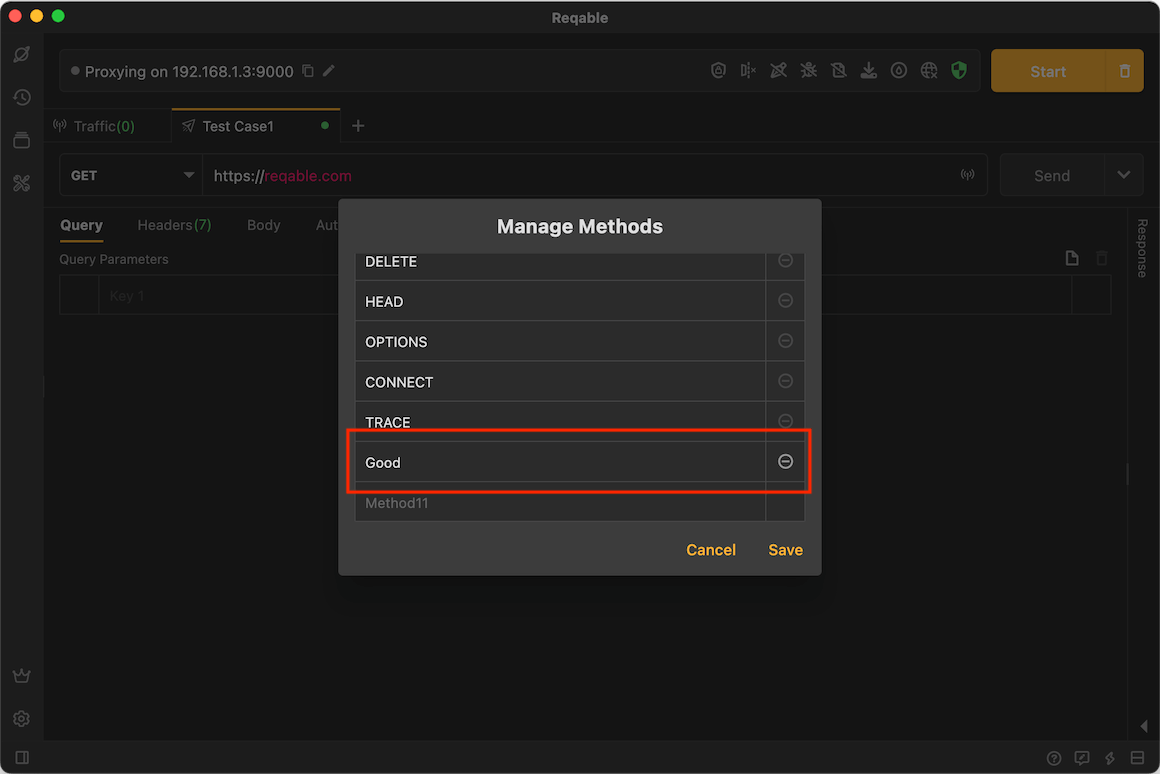 Reqable
Proxying on 192.168.1.3:9000
Start
Traffic(0)
Test Case1
GET
https://reqable.com
Send
Query
Headers(7)
Body
Aut
Response
Query Parameters
Key 1
Manage Methods
DELETE
HEAD
OPTIONS
CONNECT
TRACE
Good
Method11
Cancel
Save